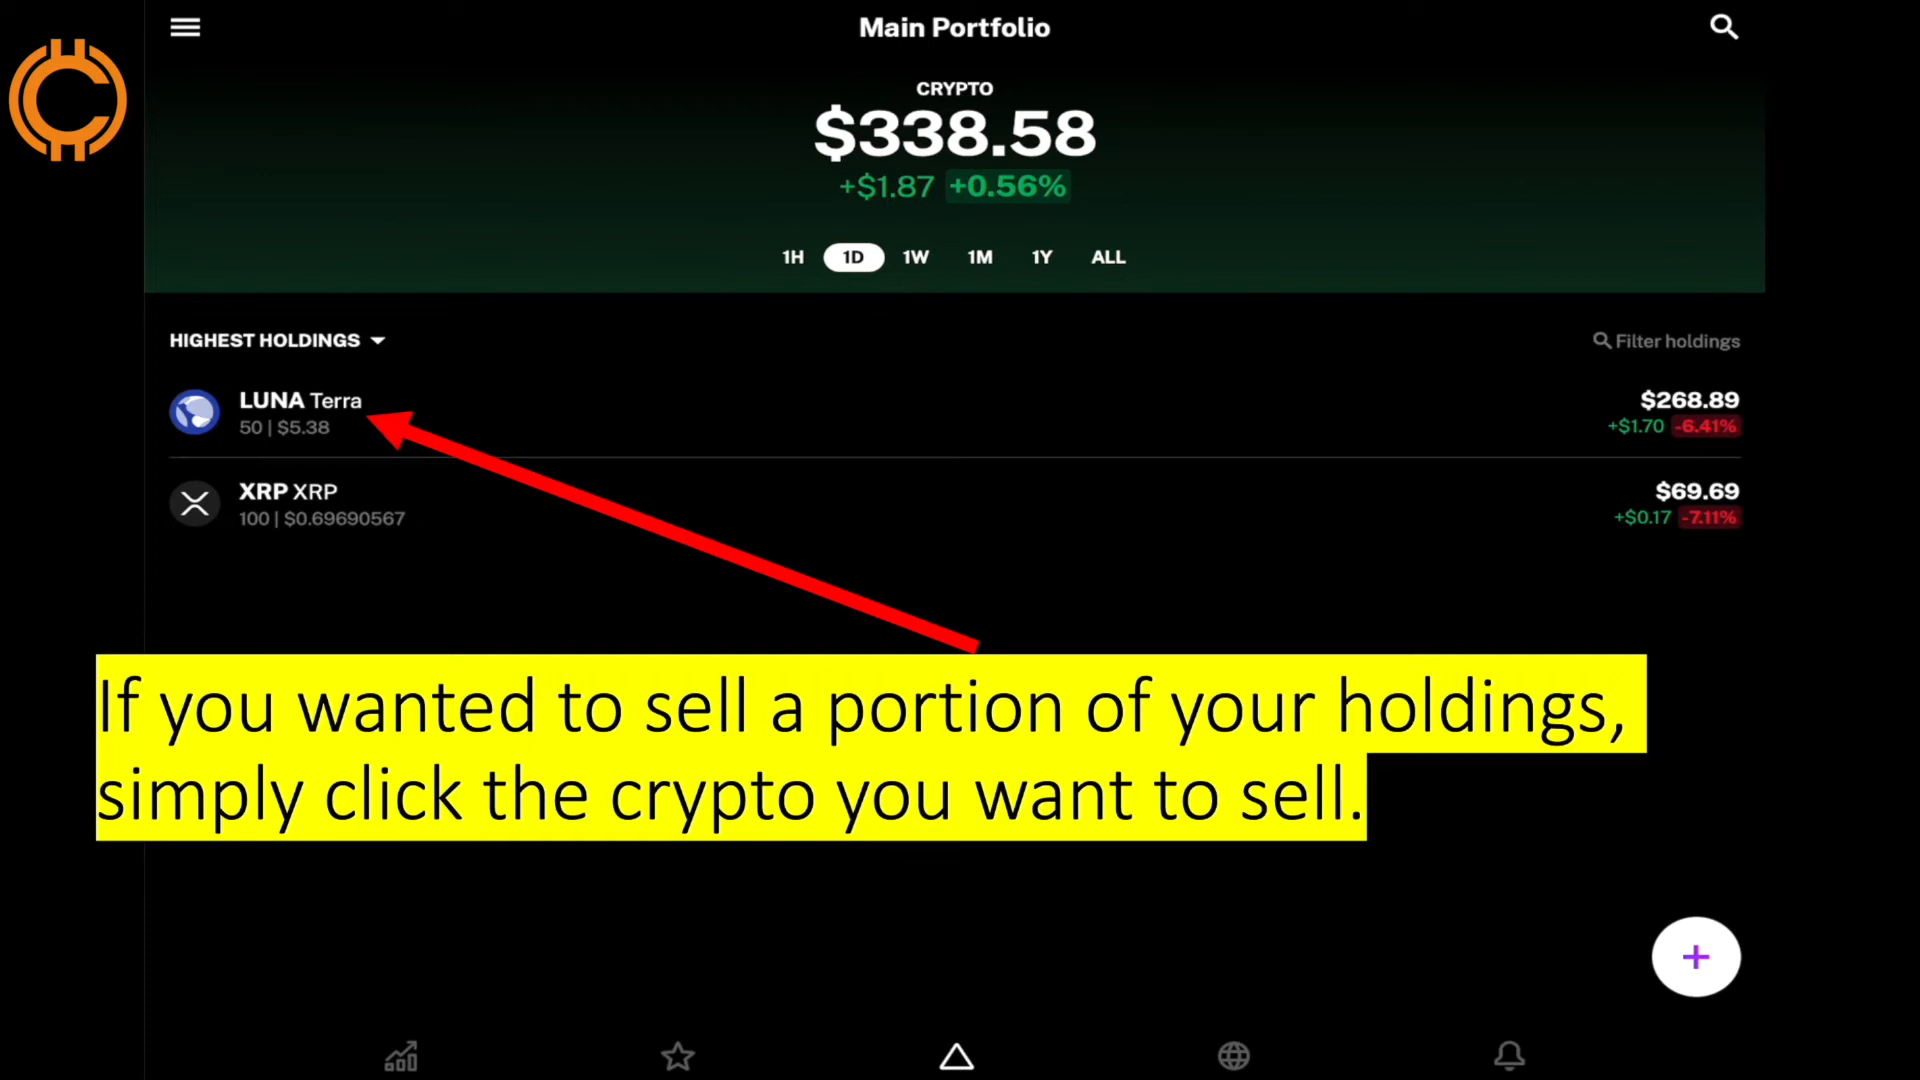 Main Portfolio
CRYPTO
$338.58
+$1.87 +0.56%
1H 1D 1W 1M 1Y ALL
HIGHEST HOLDINGS
Filter holdings
LUNA Terra
$268.89
50 | $5.38
+$1.70 -6.41%
XRP XRP
$69.69
100 | $0.69690567
+$0.17 -7.11%
If you wanted to sell a portion of your holdings,
simply click the crypto you want to sell.